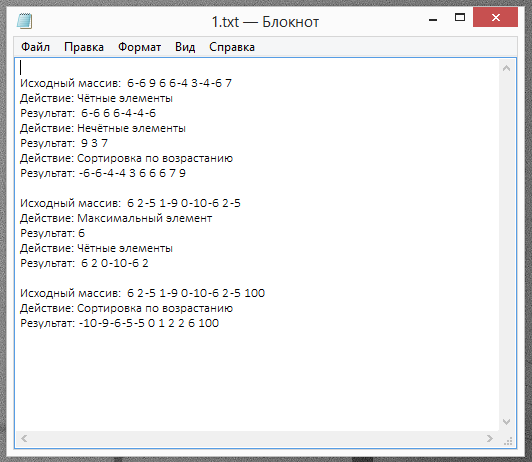 1.txt — Блокнот
Файл Правка Формат Вид Справка
Исходный массив:  6-6 9 6 6-4 3-4-6 7
Действие: Чётные элементы
Результат:  6-6 6 6-4-4-6
Действие: Нечётные элементы
Результат:  9 3 7
Действие: Сортировка по возрастанию
Результат: -6-6-4-4 3 6 6 6 7 9
Исходный массив:  6 2-5 1-9 0-10-6 2-5
Действие: Максимальный элемент
Результат: 6
Действие: Чётные элементы
Результат:  6 2 0-10-6 2
Исходный массив:  6 2-5 1-9 0-10-6 2-5 100
Действие: Сортировка по возрастанию
Результат: -10-9-6-5-5 0 1 2 2 6 100